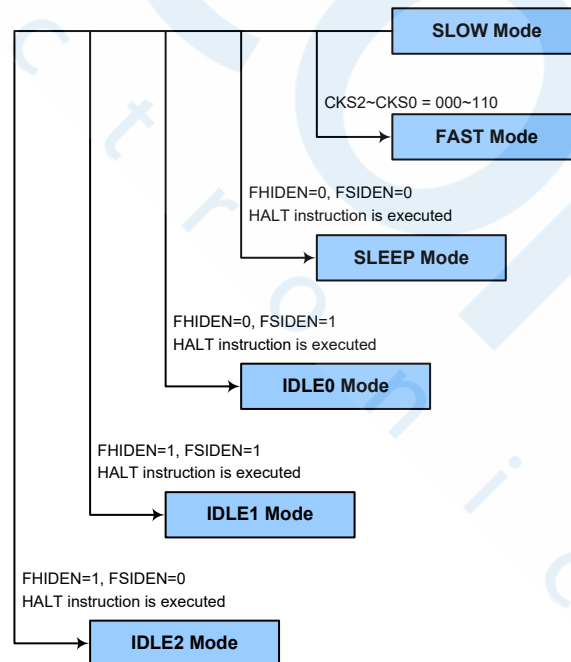 SLOW Mode
CKS2~CKS0 = 000~110
FAST Mode
FHIDEN=0, FSIDEN=0
HALT instruction is executed
SLEEP Mode
FHIDEN=0, FSIDEN=1
HALT instruction is executed
IDLE0 Mode
FHIDEN=1, FSIDEN=1
HALT instruction is executed
IDLE1 Mode
FHIDEN=1, FSIDEN=0
HALT instruction is executed
IDLE2 Mode